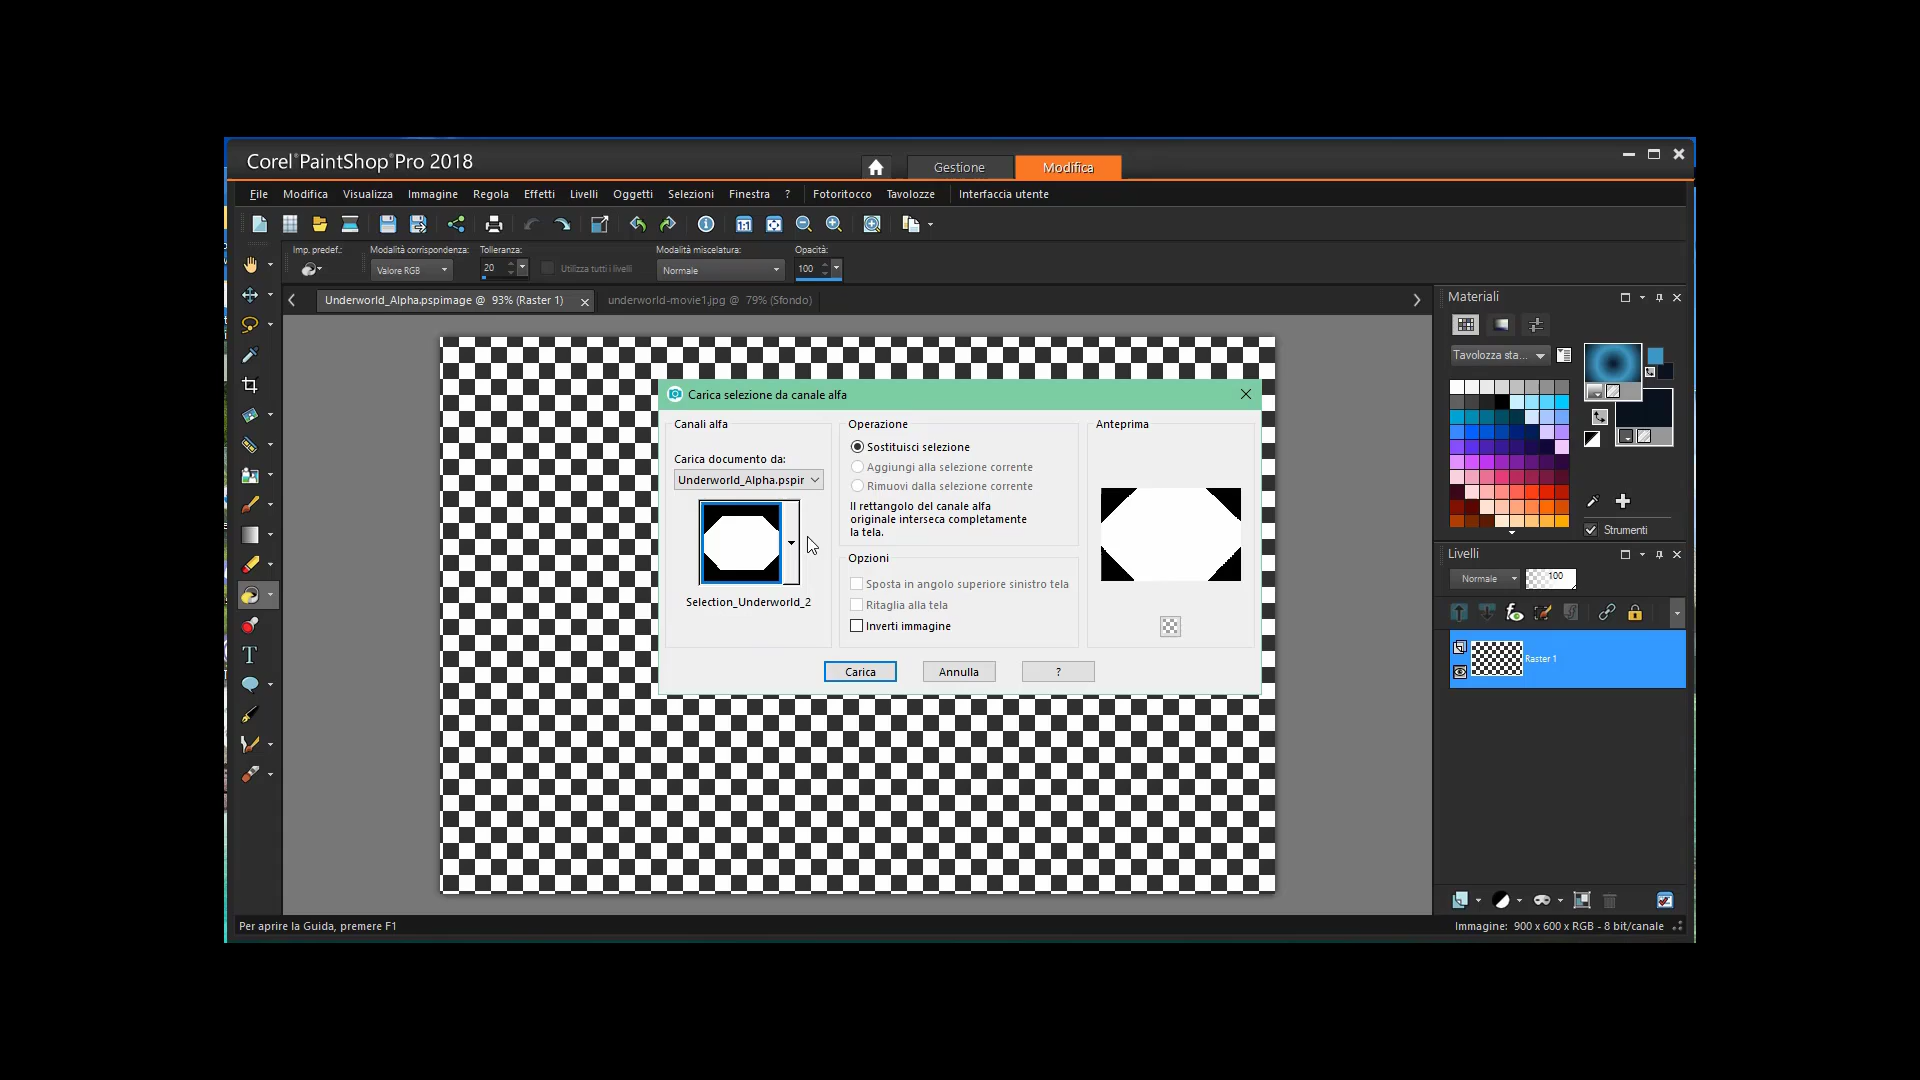 Corel®PaintShop®Pro 2018
Gestione
Modifica
File Modifica Visualizza Immagine Regola Effetti Livelli Oggetti Selezioni Finestra ? Fotoritocco Tavolozze Interfaccia utente
Imp. predef.:
Modalità corrispondenza:
Tolleranza:
Modalità miscelatura:
Opacità:
Valore RGB
20
Utilizza tutti i livelli
Normale
100
Underworld_Alpha.pspimage @ 93% (Raster 1)
underworld-movie1.jpg @ 79% (Sfondo)
Materiali
Tavolozza sta...
Strumenti
Livelli
Normale
100
Raster 1
Carica selezione da canale alfa
Canali alfa
Carica documento da:
Underworld_Alpha.pspir
Selection_Underworld_2
Operazione
Sostituisci selezione
Aggiungi alla selezione corrente
Rimuovi dalla selezione corrente
Il rettangolo del canale alfa
originale interseca completamente
la tela.
Opzioni
Sposta in angolo superiore sinistro tela
Ritaglia alla tela
Inverti immagine
Anteprima
Carica
Annulla
?
Per aprire la Guida, premere F1
Immagine: 900 x 600 x RGB - 8 bit/canale